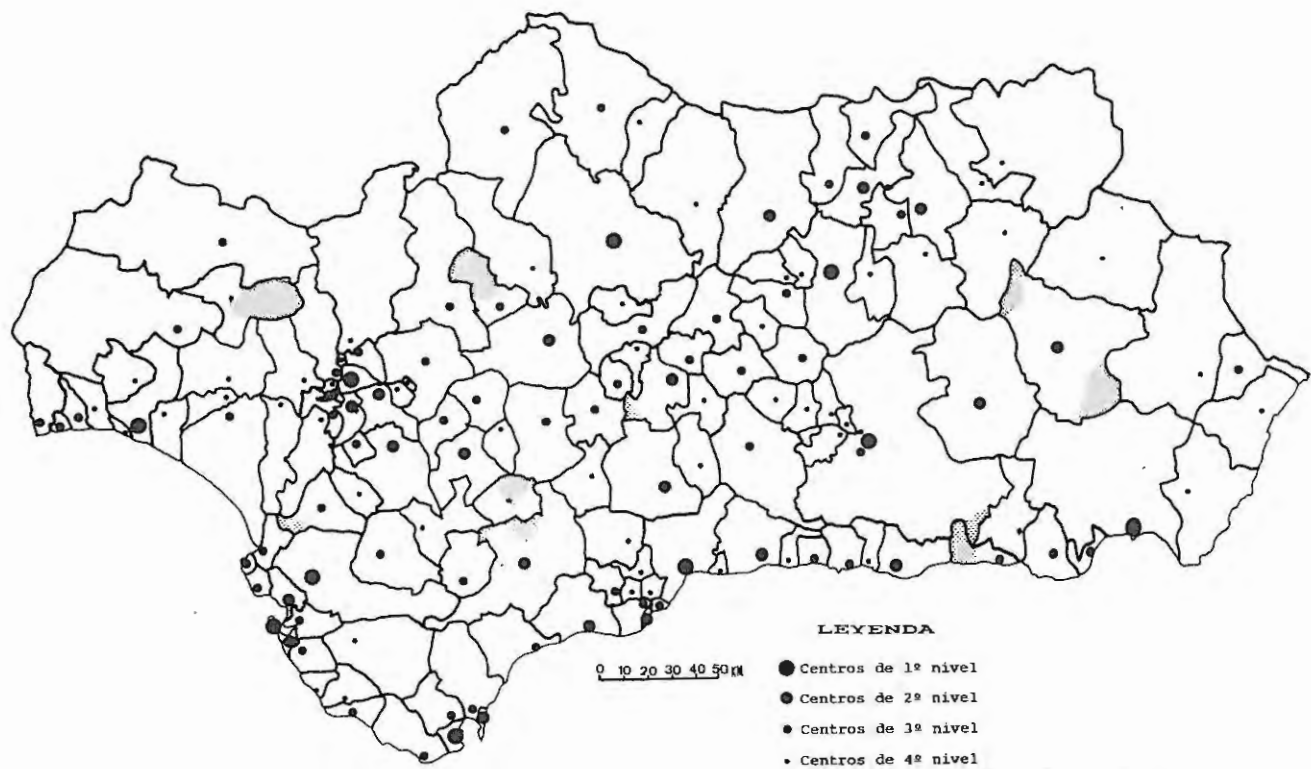 LEYENDA
0 10 20 30 40 50 KM
Centros de 1º nivel
Centros de 2º nivel
Centros de 3º nivel
Centros de 4º nivel